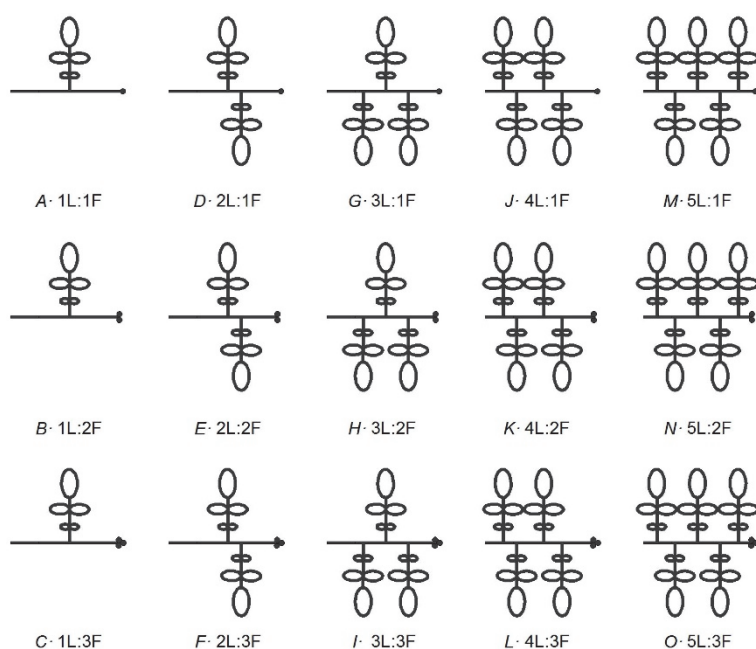 A· 1L:1F D· 2L:1F G· 3L:1F J· 4L:1F M· 5L:1F
B· 1L:2F E· 2L:2F H· 3L:2F K· 4L:2F N· 5L:2F
C· 1L:3F F· 2L:3F I· 3L:3F L· 4L:3F O· 5L:3F